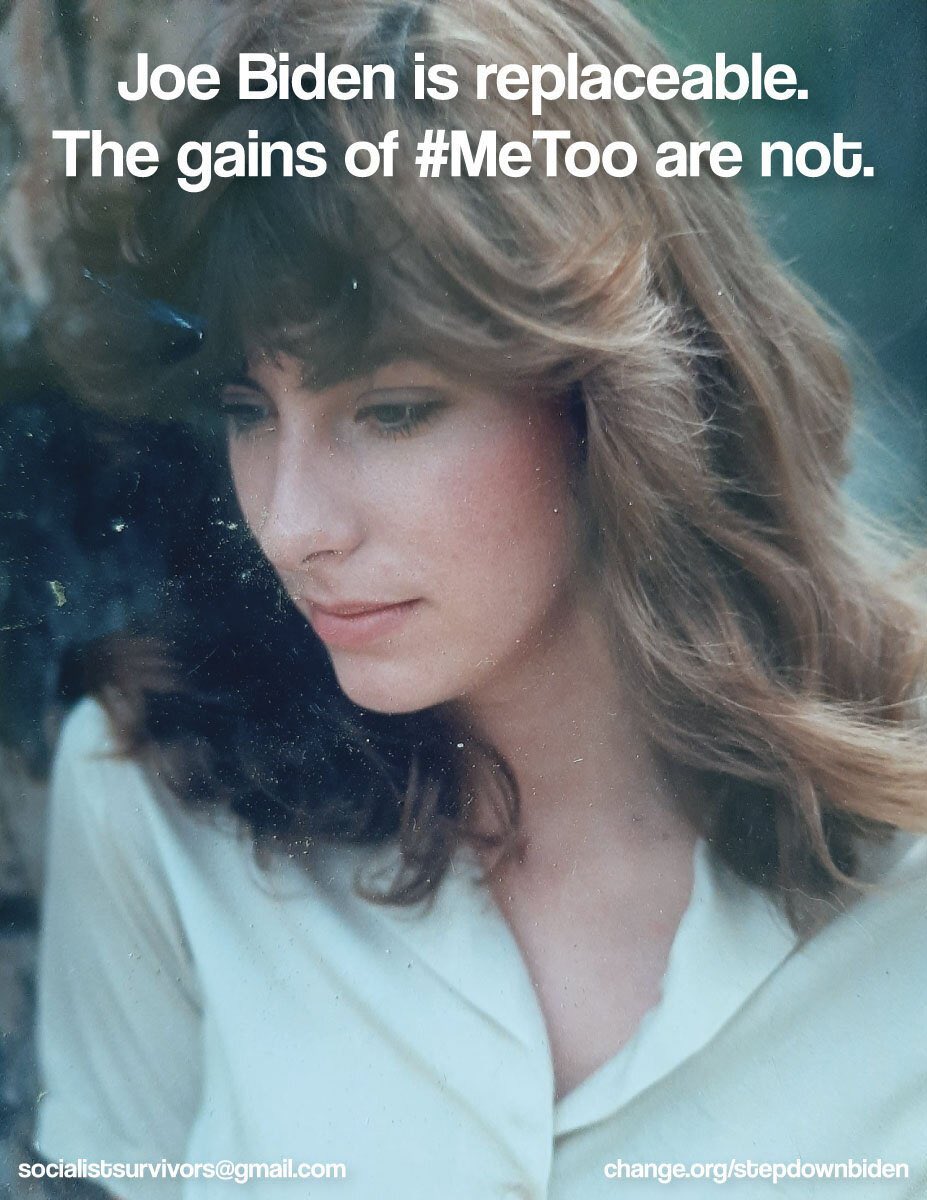 Joe Biden is replaceable.
The gains of #MeToo are not.
socialistsurvivors@gmail.com
change.org/stepdownbiden